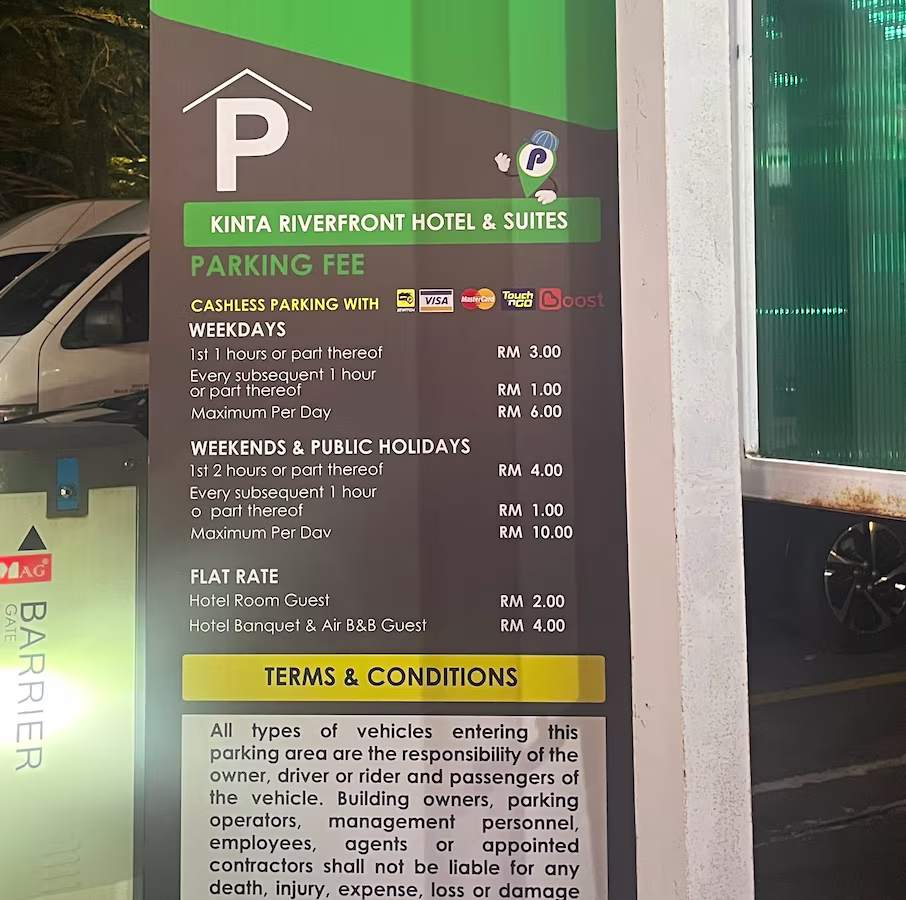 P
P
KINTA RIVERFRONT HOTEL & SUITES
PARKING FEE
CASHLESS PARKING WITH VISA MasterCard Touch nGO Boost
WEEKDAYS
1st 1 hours or part thereof RM 3.00
Every subsequent 1 hour
or part thereof RM 1.00
Maximum Per Day RM 6.00
WEEKENDS & PUBLIC HOLIDAYS
1st 2 hours or part thereof RM 4.00
Every subsequent 1 hour
o part thereof RM 1.00
Maximum Per Day RM 10.00
FLAT RATE
Hotel Room Guest RM 2.00
Hotel Banquet & Air B&B Guest RM 4.00
TERMS & CONDITIONS
All types of vehicles entering this
parking area are the responsibility of the
owner, driver or rider and passengers of
the vehicle. Building owners, parking
operators, management personnel,
employees, agents or appointed
contractors shall not be liable for any
death, injury, expense, loss or damage
MAG
BARRIER
GATE